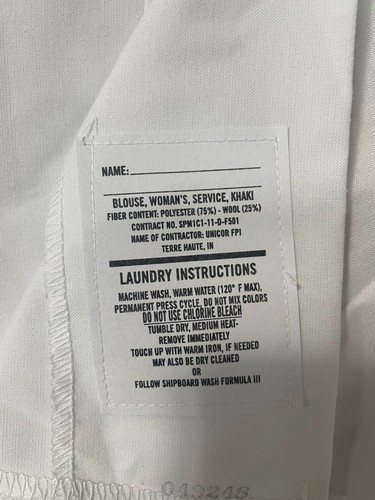 NAME:
BLOUSE, WOMAN'S, SERVICE, KHAKI
FIBER CONTENT: POLYESTER (75%) - WOOL (25%)
CONTRACT NO. SPM1C1-11-D-F501
NAME OF CONTRACTOR: UNICOR FPI
TERRE HAUTE, IN
LAUNDRY INSTRUCTIONS
MACHINE WASH, WARM WATER (120° F MAX),
PERMANENT PRESS CYCLE. DO NOT MIX COLORS
DO NOT USE CHLORINE BLEACH
TUMBLE DRY, MEDIUM HEAT-
REMOVE IMMEDIATELY
TOUCH UP WITH WARM IRON, IF NEEDED
MAY ALSO BE DRY CLEANED
OR
FOLLOW SHIPBOARD WASH FORMULA III